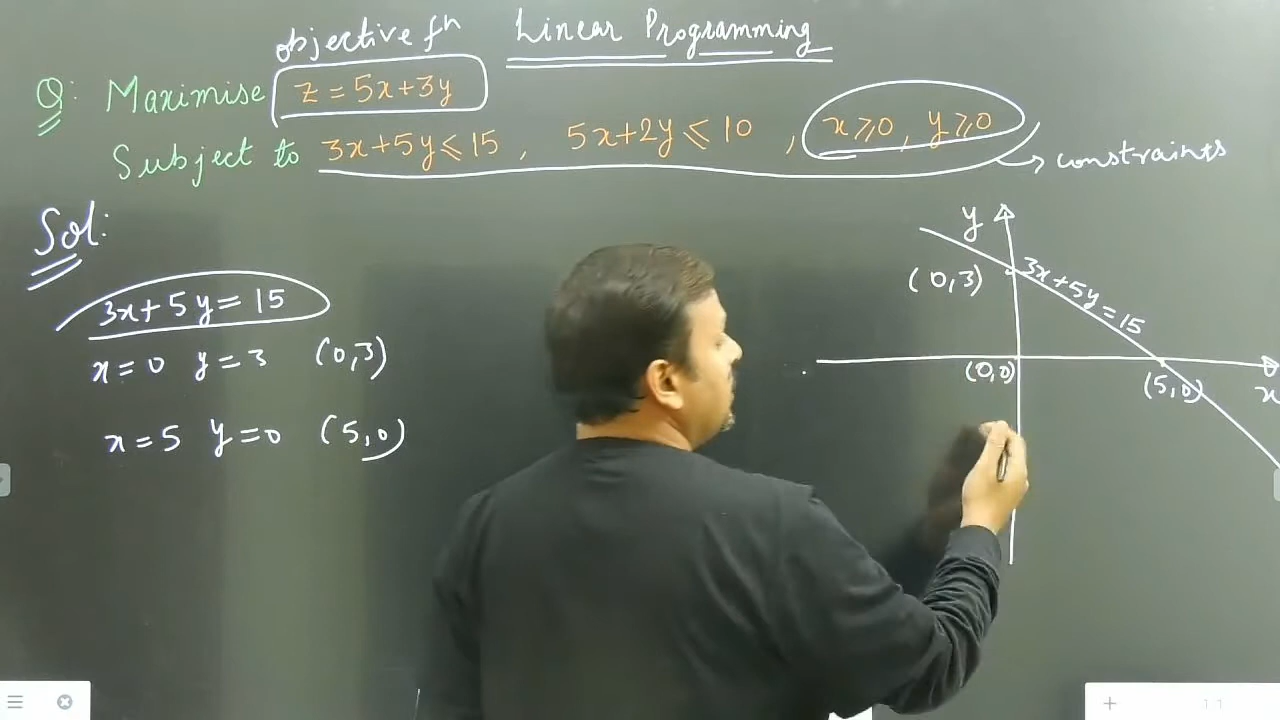 objective fn Linear Programming
Q: Maximise z = 5x+3y
Subject to 3x+5y ≤ 15 , 5x+2y ≤ 10 , x ≥ 0 , y ≥ 0
→ constraints
Sol:
3x+5y = 15
x = 0 y = 3 (0,3)
x = 5 y = 0 (5,0)
y
(0,3) 3x+5y = 15
(0,0) (5,0) x